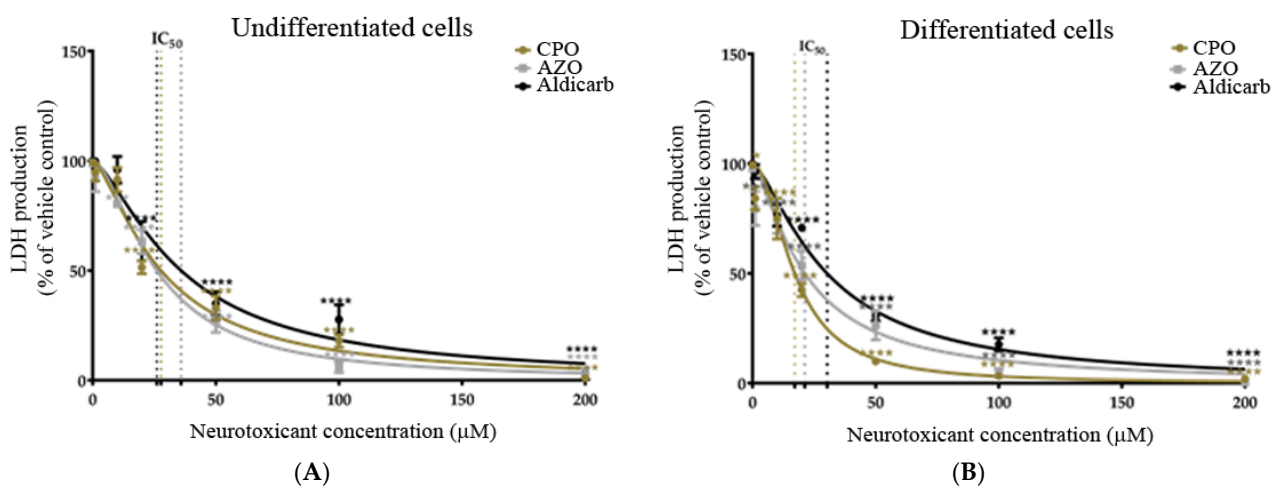 Undifferentiated cells
IC50
CPO
AZO
Aldicarb
LDH production
(% of vehicle control)
150
100
50
0
****
****
****
****
****
****
****
****
****
0 50 100 150 200
Neurotoxicant concentration (μM)
(A)
Differentiated cells
IC50
CPO
AZO
Aldicarb
LDH production
(% of vehicle control)
150
100
50
0
****
****
****
****
****
****
****
****
****
****
0 50 100 150 200
Neurotoxicant concentration (μM)
(B)